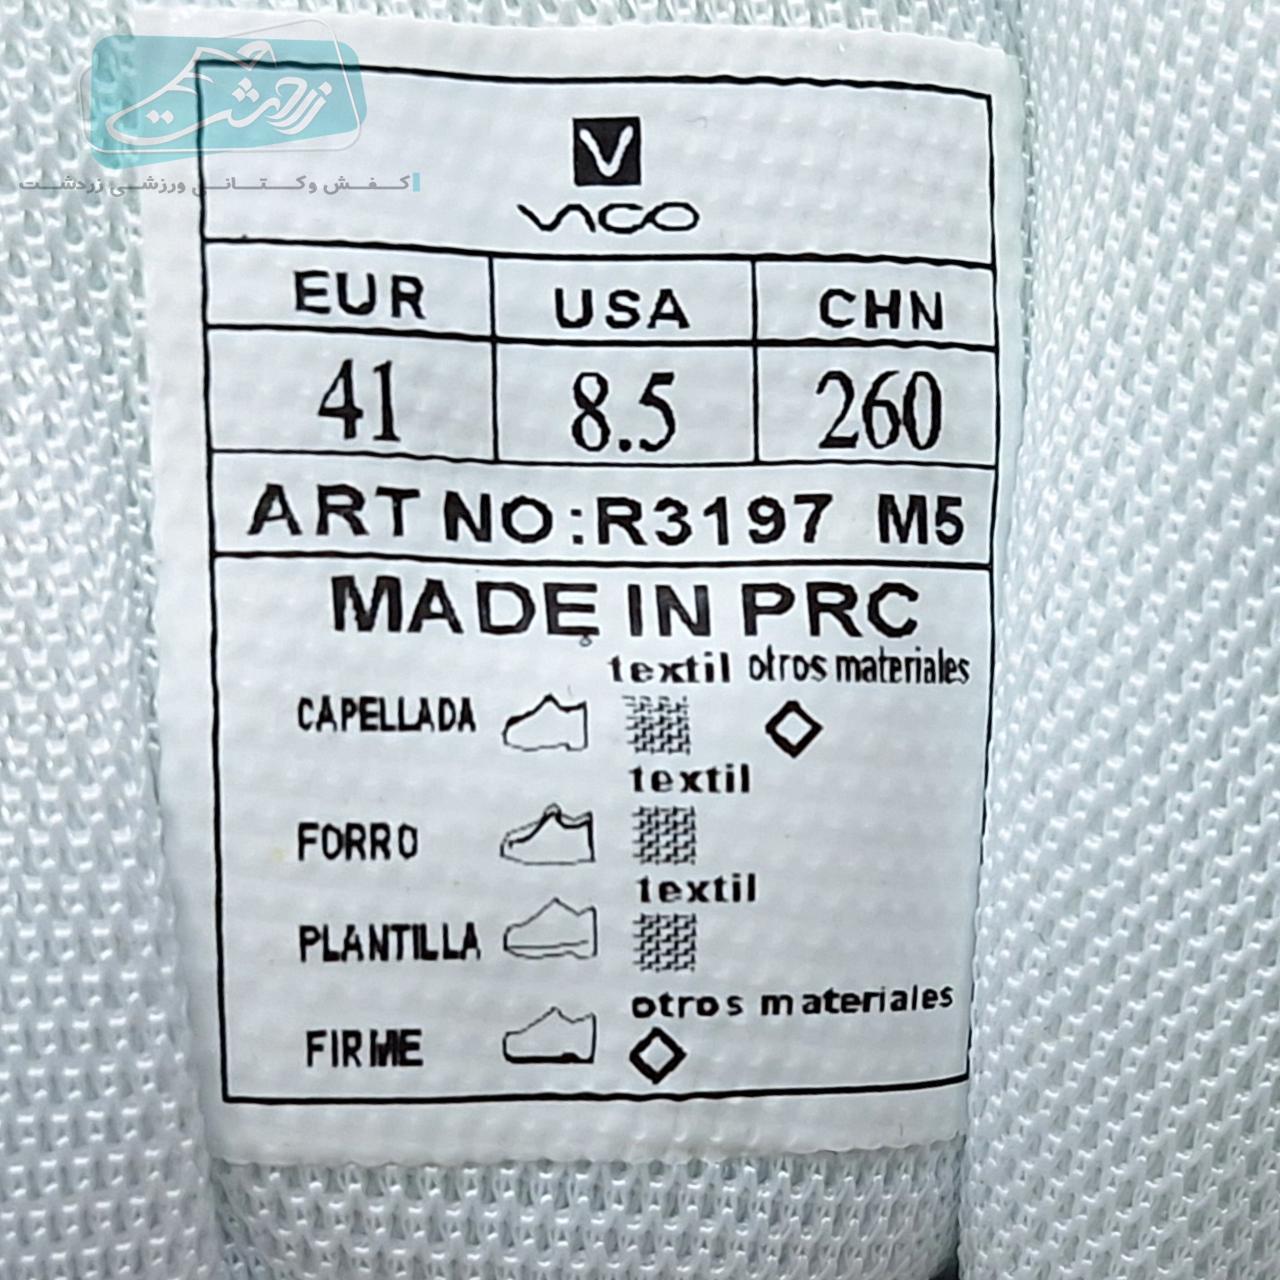 زردشت
کفش و کتانی ورزشی زردشت
V
VICO
EUR USA CHN
41 8.5 260
ART NO:R3197 M5
MADE IN PRC
textil otros materiales
CAPELLADA
textil
FORRO
textil
PLANTILLA
otros materiales
FIRME